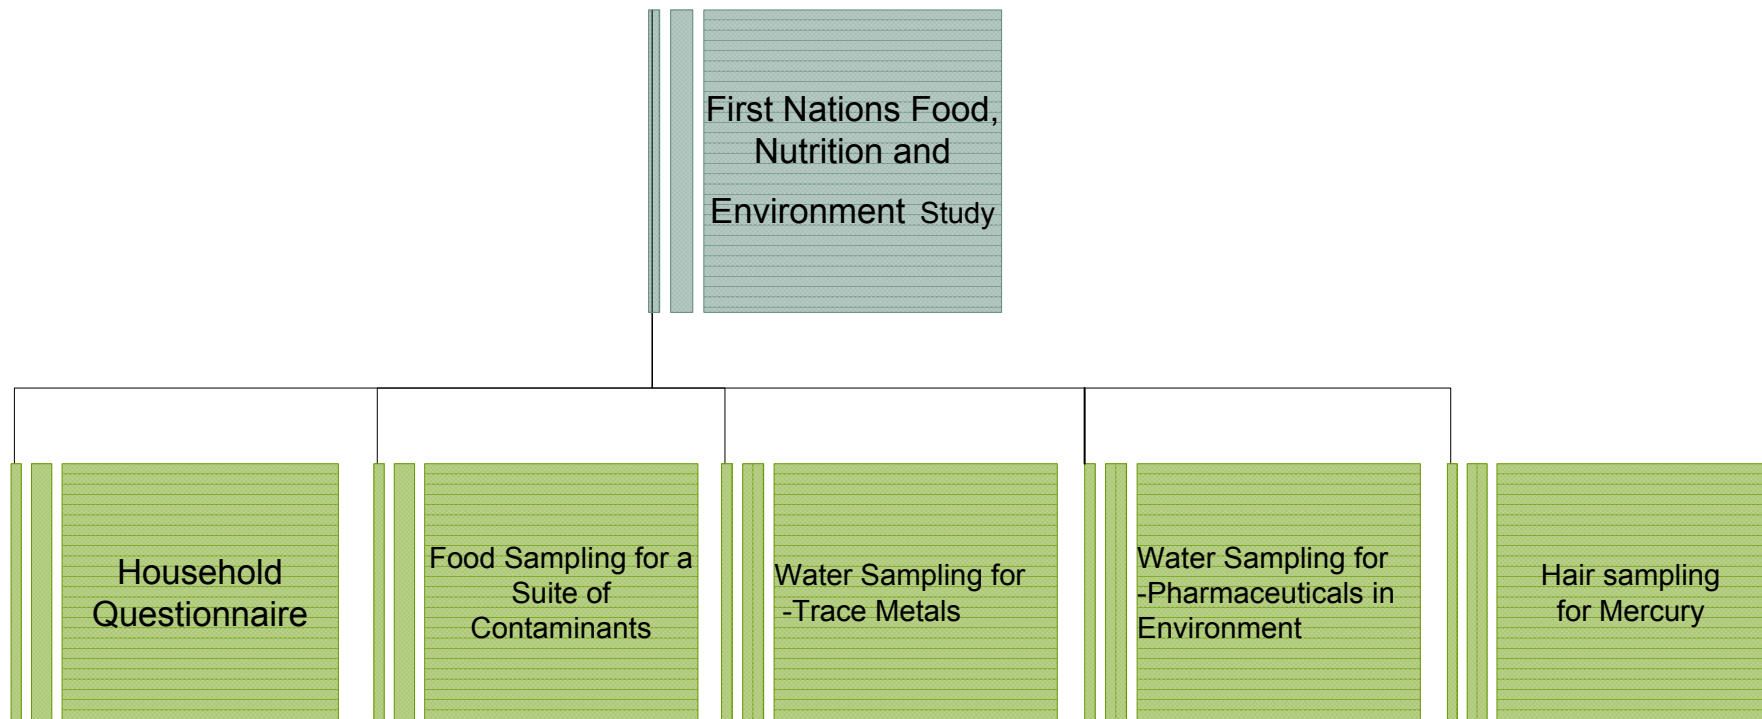 First Nations Food,
Nutrition and
Environment Study
Household
Questionnaire
Food Sampling for a
Suite of
Contaminants
Water Sampling for
-Trace Metals
Water Sampling for
-Pharmaceuticals in
Environment
Hair sampling
for Mercury